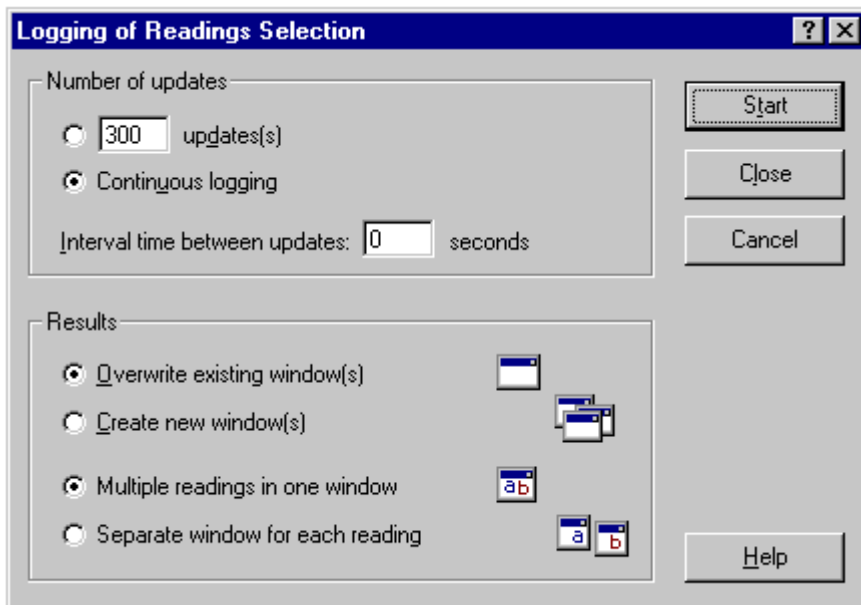 Logging of Readings Selection
Number of updates
300 updates(s)
Continuous logging
Interval time between updates: 0 seconds
Start
Close
Cancel
Results
Overwrite existing window(s)
Create new window(s)
Multiple readings in one window
ab
Separate window for each reading
a b
Help